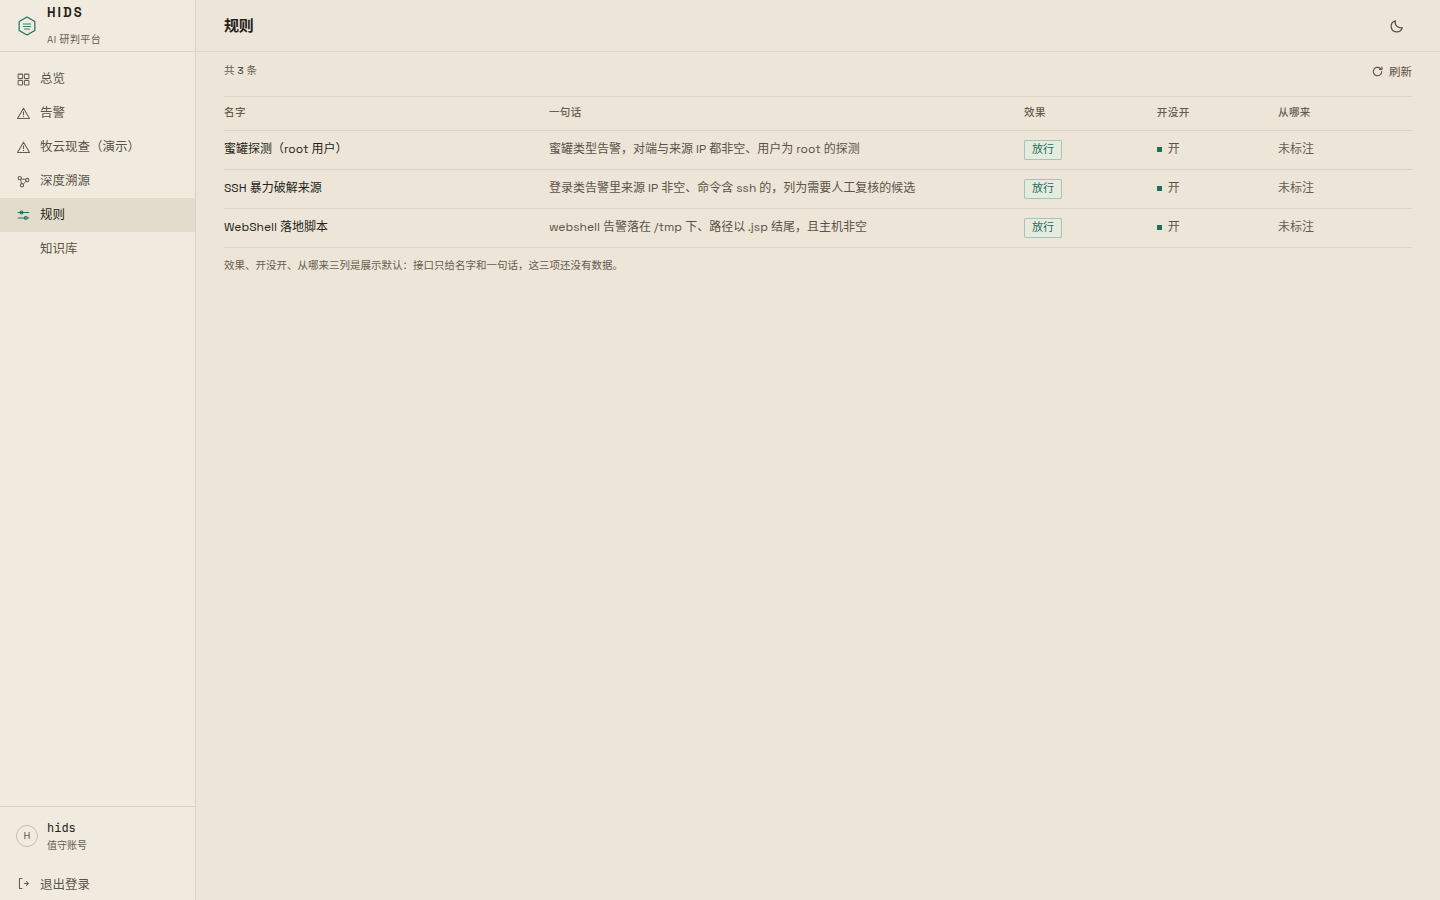 HIDS
AI 研判平台
总览
告警
牧云现查（演示）
深度溯源
规则
知识库
H
hids
值守账号
退出登录
规则
共 3 条
刷新
名字 一句话 效果 开没开 从哪来
蜜罐探测（root 用户） 蜜罐类型告警，对端与来源 IP 都非空、用户为 root 的探测 放行 开 未标注
SSH 暴力破解来源 登录类告警里来源 IP 非空、命令含 ssh 的，列为需要人工复核的候选 放行 开 未标注
WebShell 落地脚本 webshell 告警落在 /tmp 下、路径以 .jsp 结尾，且主机非空 放行 开 未标注
效果、开没开、从哪来三列是展示默认：接口只给名字和一句话，这三项还没有数据。